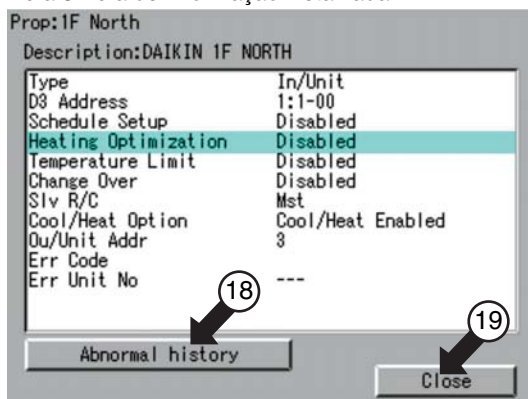 Prop:1F North
Description:DAIKIN 1F NORTH
Type In/Unit
D3 Address 1:1-00
Schedule Setup Disabled
Heating Optimization Disabled
Temperature Limit Disabled
Change Over Disabled
Slv R/C Mst
Cool/Heat Option Cool/Heat Enabled
Ou/Unit Addr 3
Err Code
Err Unit No ---
18
19
Abnormal history
Close